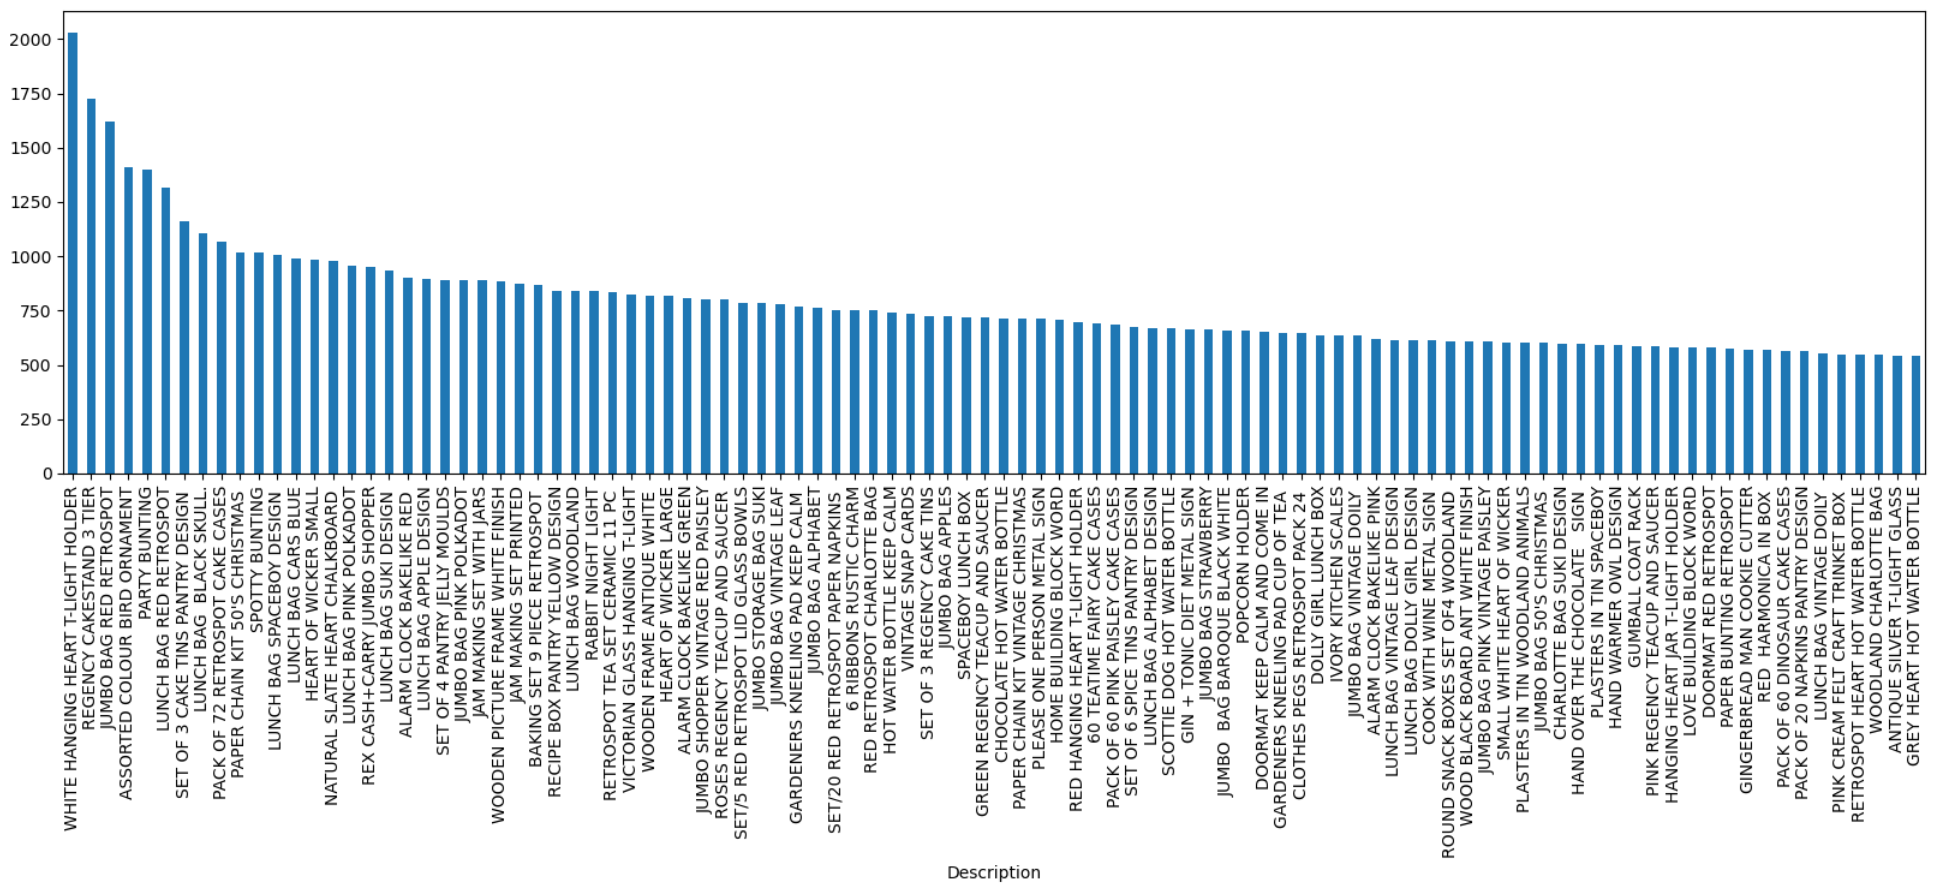 2000
1750
1500
1250
1000
750
500
250
0
WHITE HANGING HEART T-LIGHT HOLDER
REGENCY CAKESTAND 3 TIER
JUMBO BAG RED RETROSPOT
ASSORTED COLOUR BIRD ORNAMENT
PARTY BUNTING
LUNCH BAG RED RETROSPOT
SET OF 3 CAKE TINS PANTRY DESIGN
LUNCH BAG  BLACK SKULL.
PACK OF 72 RETROSPOT CAKE CASES
PAPER CHAIN KIT 50'S CHRISTMAS
SPOTTY BUNTING
LUNCH BAG SPACEBOY DESIGN
LUNCH BAG CARS BLUE
HEART OF WICKER SMALL
NATURAL SLATE HEART CHALKBOARD
LUNCH BAG PINK POLKADOT
REX CASH+CARRY JUMBO SHOPPER
LUNCH BAG SUKI DESIGN
ALARM CLOCK BAKELIKE RED
LUNCH BAG APPLE DESIGN
SET OF 4 PANTRY JELLY MOULDS
JUMBO BAG PINK POLKADOT
JAM MAKING SET WITH JARS
WOODEN PICTURE FRAME WHITE FINISH
JAM MAKING SET PRINTED
BAKING SET 9 PIECE RETROSPOT
RECIPE BOX PANTRY YELLOW DESIGN
LUNCH BAG WOODLAND
RABBIT NIGHT LIGHT
RETROSPOT TEA SET CERAMIC 11 PC
VICTORIAN GLASS HANGING T-LIGHT
WOODEN FRAME ANTIQUE WHITE
HEART OF WICKER LARGE
ALARM CLOCK BAKELIKE GREEN
JUMBO SHOPPER VINTAGE RED PAISLEY
ROSES REGENCY TEACUP AND SAUCER
SET/5 RED RETROSPOT LID GLASS BOWLS
JUMBO STORAGE BAG SUKI
JUMBO BAG VINTAGE LEAF
GARDENERS KNEELING PAD KEEP CALM
JUMBO BAG ALPHABET
SET/20 RED RETROSPOT PAPER NAPKINS
6 RIBBONS RUSTIC CHARM
RED RETROSPOT CHARLOTTE BAG
HOT WATER BOTTLE KEEP CALM
VINTAGE SNAP CARDS
SET OF 3 REGENCY CAKE TINS
JUMBO BAG APPLES
SPACEBOY LUNCH BOX
GREEN REGENCY TEACUP AND SAUCER
CHOCOLATE HOT WATER BOTTLE
PAPER CHAIN KIT VINTAGE CHRISTMAS
PLEASE ONE PERSON METAL SIGN
HOME BUILDING BLOCK WORD
RED HANGING HEART T-LIGHT HOLDER
60 TEATIME FAIRY CAKE CASES
PACK OF 60 PINK PAISLEY CAKE CASES
SET OF 6 SPICE TINS PANTRY DESIGN
LUNCH BAG ALPHABET DESIGN
SCOTTIE DOG HOT WATER BOTTLE
GIN + TONIC DIET METAL SIGN
JUMBO BAG STRAWBERRY
JUMBO  BAG BAROQUE BLACK WHITE
POPCORN HOLDER
DOORMAT KEEP CALM AND COME IN
GARDENERS KNEELING PAD CUP OF TEA
CLOTHES PEGS RETROSPOT PACK 24
DOLLY GIRL LUNCH BOX
IVORY KITCHEN SCALES
JUMBO BAG VINTAGE DOILY
ALARM CLOCK BAKELIKE PINK
LUNCH BAG VINTAGE LEAF DESIGN
LUNCH BAG DOLLY GIRL DESIGN
COOK WITH WINE METAL SIGN
ROUND SNACK BOXES SET OF4 WOODLAND
WOOD BLACK BOARD ANT WHITE FINISH
JUMBO BAG PINK VINTAGE PAISLEY
SMALL WHITE HEART OF WICKER
PLASTERS IN TIN WOODLAND ANIMALS
JUMBO BAG 50'S CHRISTMAS
CHARLOTTE BAG SUKI DESIGN
HAND OVER THE CHOCOLATE   SIGN
PLASTERS IN TIN SPACEBOY
HAND WARMER OWL DESIGN
GUMBALL COAT RACK
PINK REGENCY TEACUP AND SAUCER
HANGING HEART JAR T-LIGHT HOLDER
LOVE BUILDING BLOCK WORD
DOORMAT RED RETROSPOT
PAPER BUNTING RETROSPOT
GINGERBREAD MAN COOKIE CUTTER
RED  HARMONICA IN BOX
PACK OF 60 DINOSAUR CAKE CASES
PACK OF 20 NAPKINS PANTRY DESIGN
LUNCH BAG VINTAGE DOILY
PINK CREAM FELT CRAFT TRINKET BOX
RETROSPOT HEART HOT WATER BOTTLE
WOODLAND CHARLOTTE BAG
ANTIQUE SILVER T-LIGHT GLASS
GREY HEART HOT WATER BOTTLE
Description